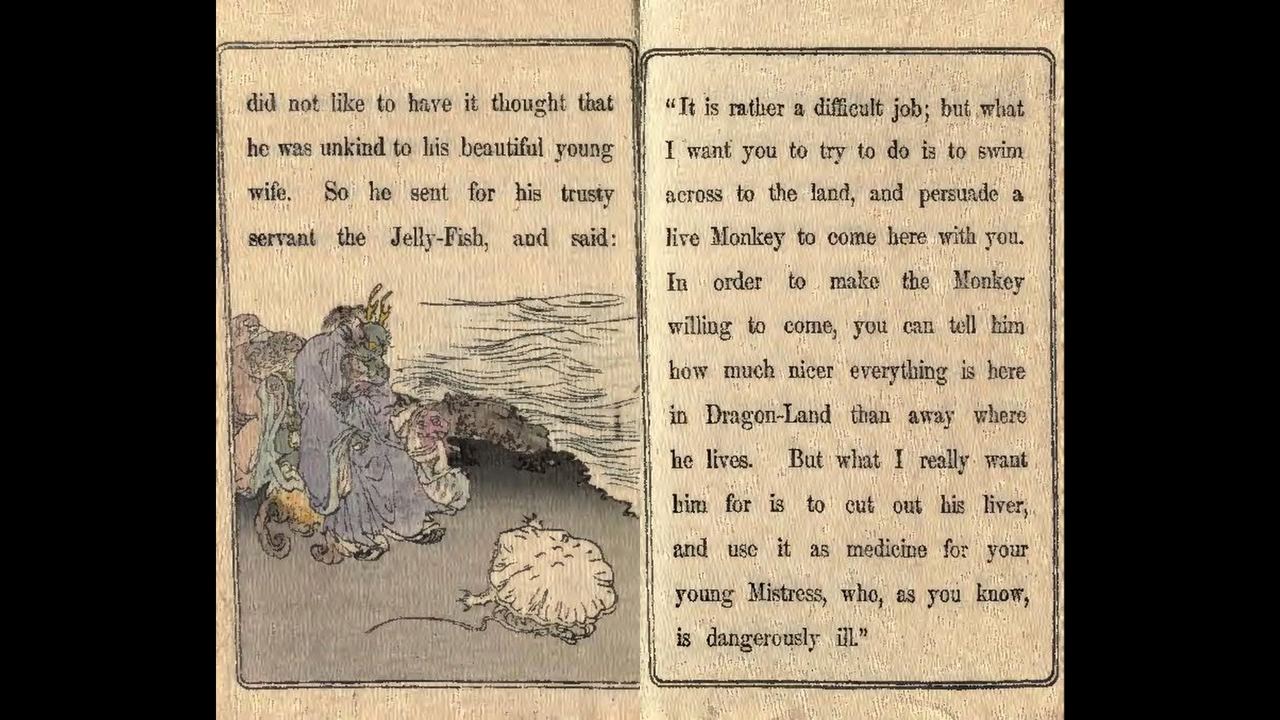 did not like to have it thought that
he was unkind to his beautiful young
wife. So he sent for his trusty
servant the Jelly-Fish, and said:
“It is rather a difficult job; but what
I want you to try to do is to swim
across to the land, and persuade a
live Monkey to come here with you.
In order to make the Monkey
willing to come, you can tell him
how much nicer everything is here
in Dragon-Land than away where
he lives. But what I really want
him for is to cut out his liver,
and use it as medicine for your
young Mistress, who, as you know,
is dangerously ill.”